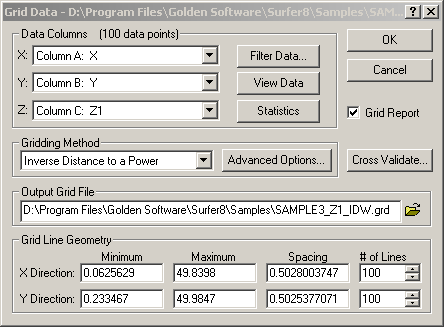 Grid Data - D:\Program Files\Golden Software\Surfer8\Samples\SAM...
Data Columns (100 data points)
X: Column A: X
Filter Data...
OK
Y: Column B: Y
View Data
Cancel
Z: Column C: Z1
Statistics
Grid Report
Gridding Method
Inverse Distance to a Power
Advanced Options...
Cross Validate...
Output Grid File
D:\Program Files\Golden Software\Surfer8\Samples\SAMPLE3_Z1_IDW.grd
Grid Line Geometry
Minimum Maximum Spacing # of Lines
X Direction: 0.0625629 49.8398 0.5028003747 100
Y Direction: 0.233467 49.9847 0.5025377071 100